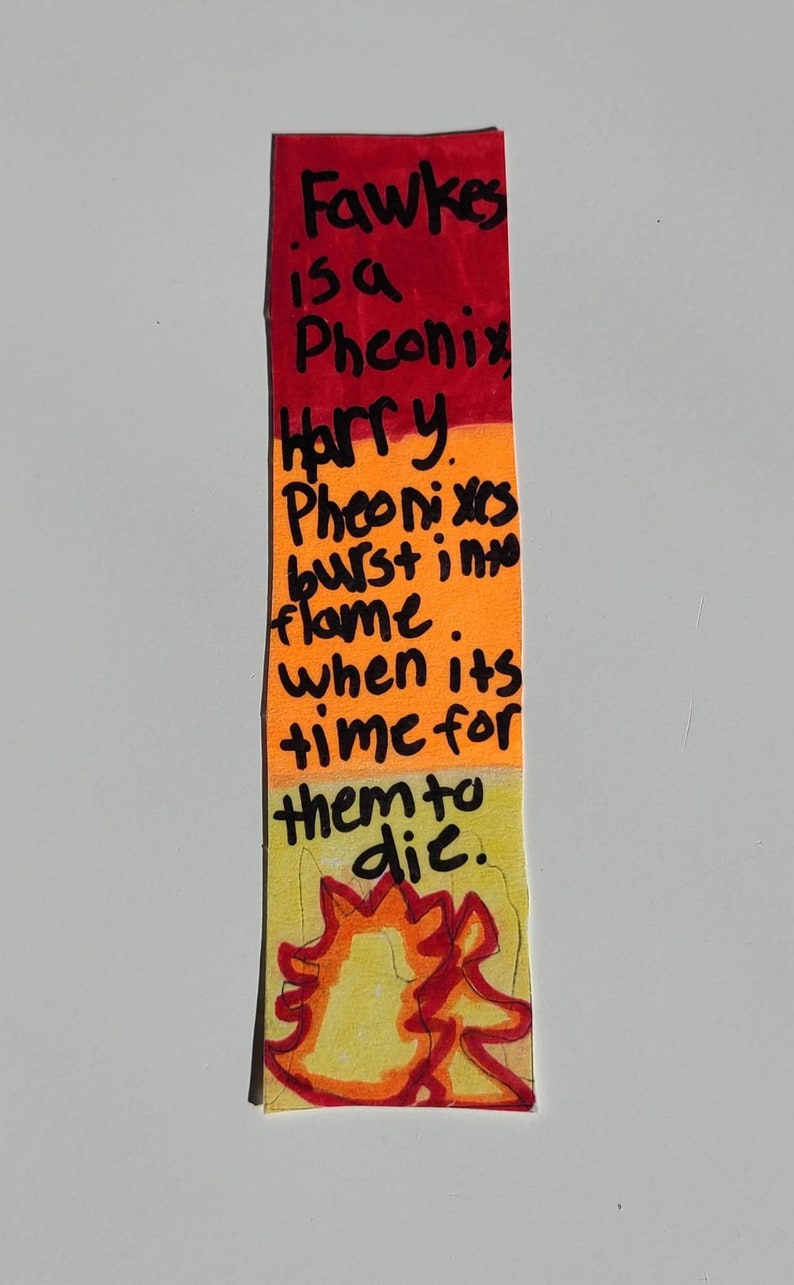 Fawkes
is a
Pheonix,
Harry.
Pheonixes
burst into
flame
when its
time for
them to
die.